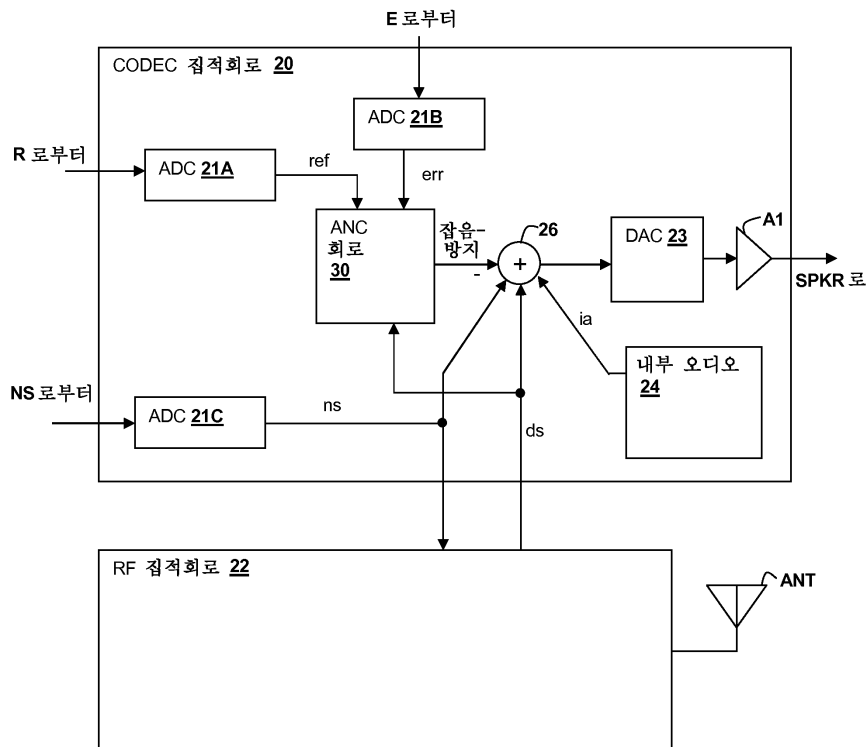 E 로부터
CODEC 집적회로 20
ADC 21B
R 로부터
ADC 21A
ref
err
ANC
회로
30
잡음-
방지
-
26
+
DAC 23
A1
SPKR 로
ia
내부 오디오
24
NS 로부터
ADC 21C
ns
ds
RF 집적회로 22
ANT